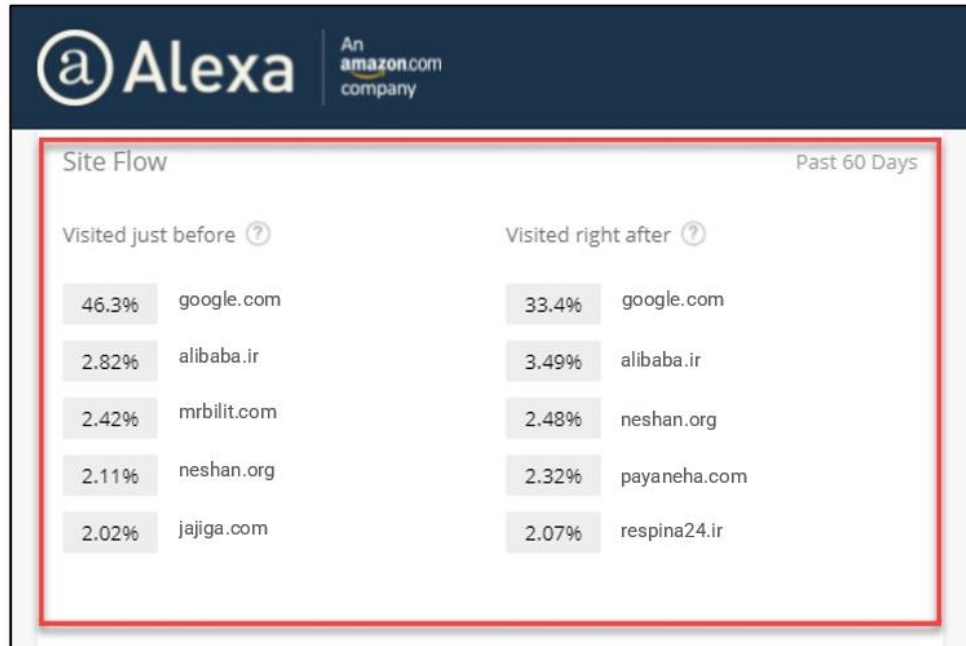 a Alexa
An
amazon.com
company
Site Flow
Past 60 Days
Visited just before ?
Visited right after ?
46.3% google.com
33.4% google.com
2.82% alibaba.ir
3.49% alibaba.ir
2.42% mrbilit.com
2.48% neshan.org
2.11% neshan.org
2.32% payaneha.com
2.02% jajiga.com
2.07% respina24.ir